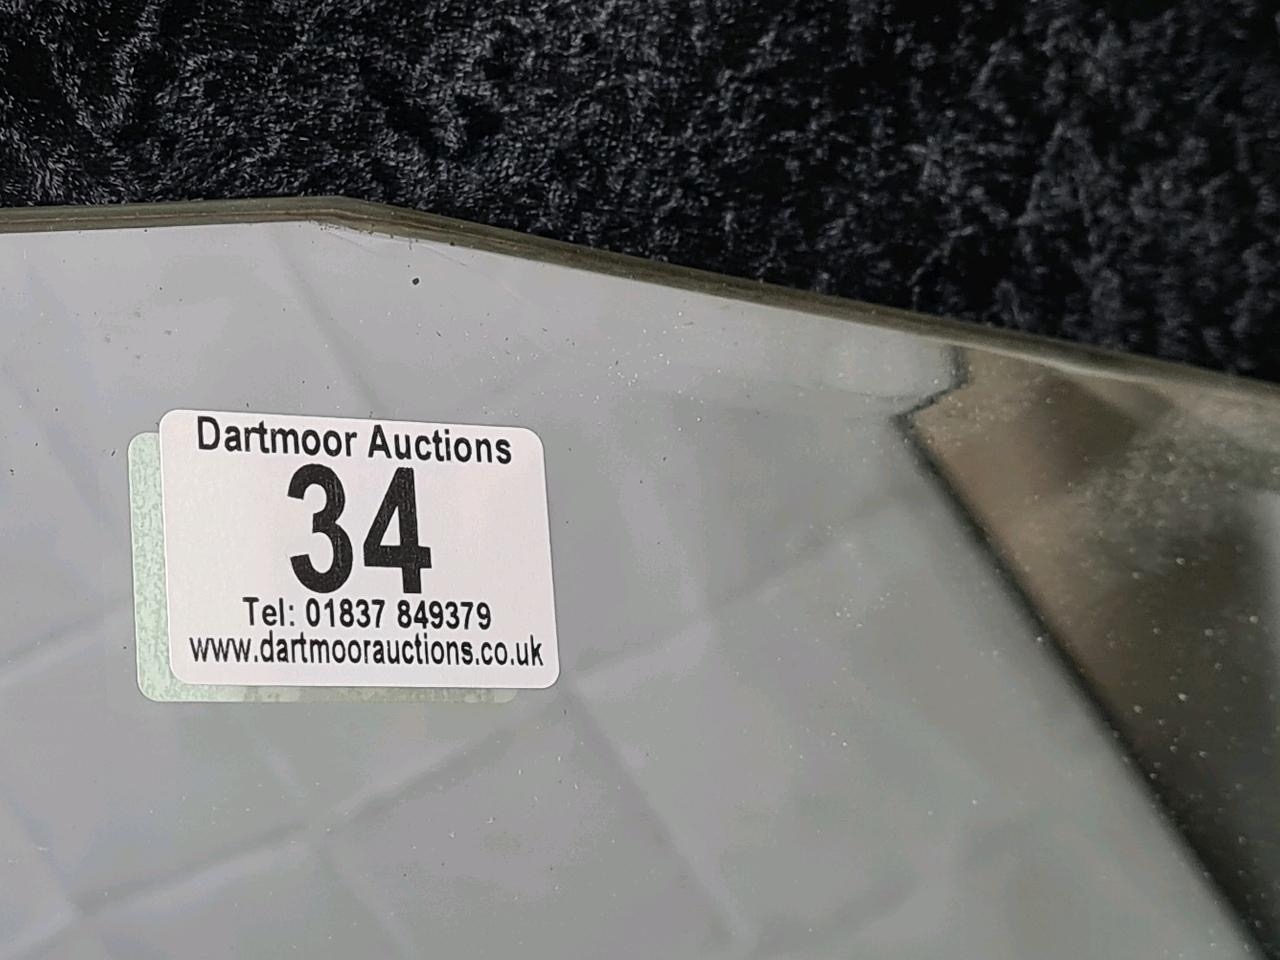 Dartmoor Auctions
34
Tel: 01837 849379
www.dartmoorauctions.co.uk